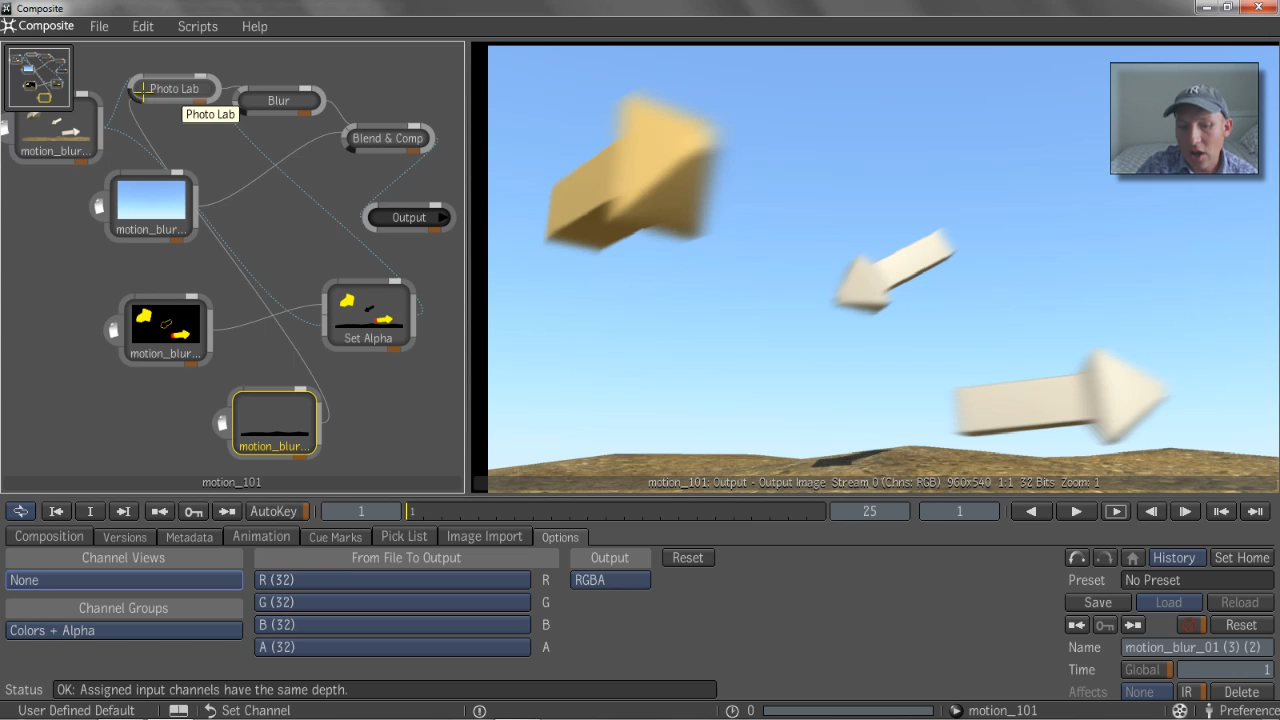 Composite
Composite File Edit Scripts Help
Photo Lab
Photo Lab
Blur
Blend & Comp
motion_blur...
motion_blur...
Output
motion_blur...
Set Alpha
motion_blur...
motion_101
motion_101: Output - Output Image Stream 0 (Chris: RGB) 960x540 1:1 32 Bits Zoom: 1
AutoKey 1 1 25 1
Composition Versions Metadata Animation Cue Marks Pick List Image Import Options
Channel Views From File To Output Output Reset History Set Home
None R (32) R RGBA Preset No Preset
Channel Groups G (32) G Save Load Reload
Colors + Alpha B (32) B Reset
A (32) A Name motion_blur_01 (3) (2)
Time Global 1
Status OK: Assigned input channels have the same depth. Affects None IR Delete
User Defined Default Set Channel 0 motion_101 Preference